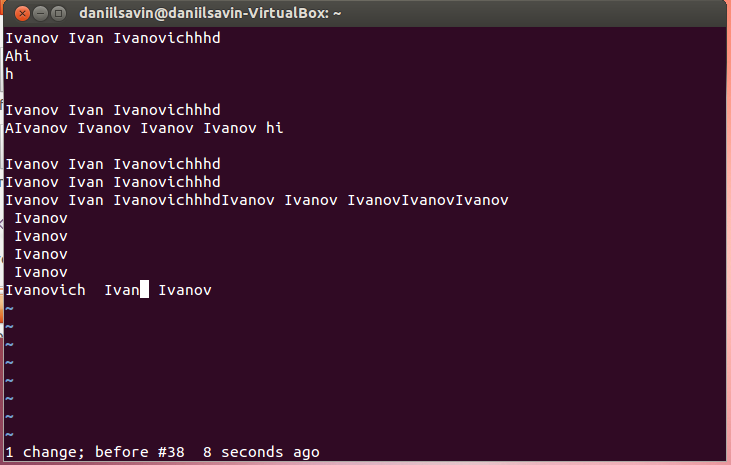 daniilsavin@daniilsavin-VirtualBox: ~
Ivanov Ivan Ivanovichhhd
Ahi
h
Ivanov Ivan Ivanovichhhd
AIvanov Ivanov Ivanov Ivanov hi
Ivanov Ivan Ivanovichhhd
Ivanov Ivan Ivanovichhhd
Ivanov Ivan IvanovichhhdIvanov Ivanov IvanovIvanovIvanov
 Ivanov
 Ivanov
 Ivanov
 Ivanov
Ivanovich  Ivan  Ivanov
~
~
~
~
~
~
~
~
1 change; before #38  8 seconds ago